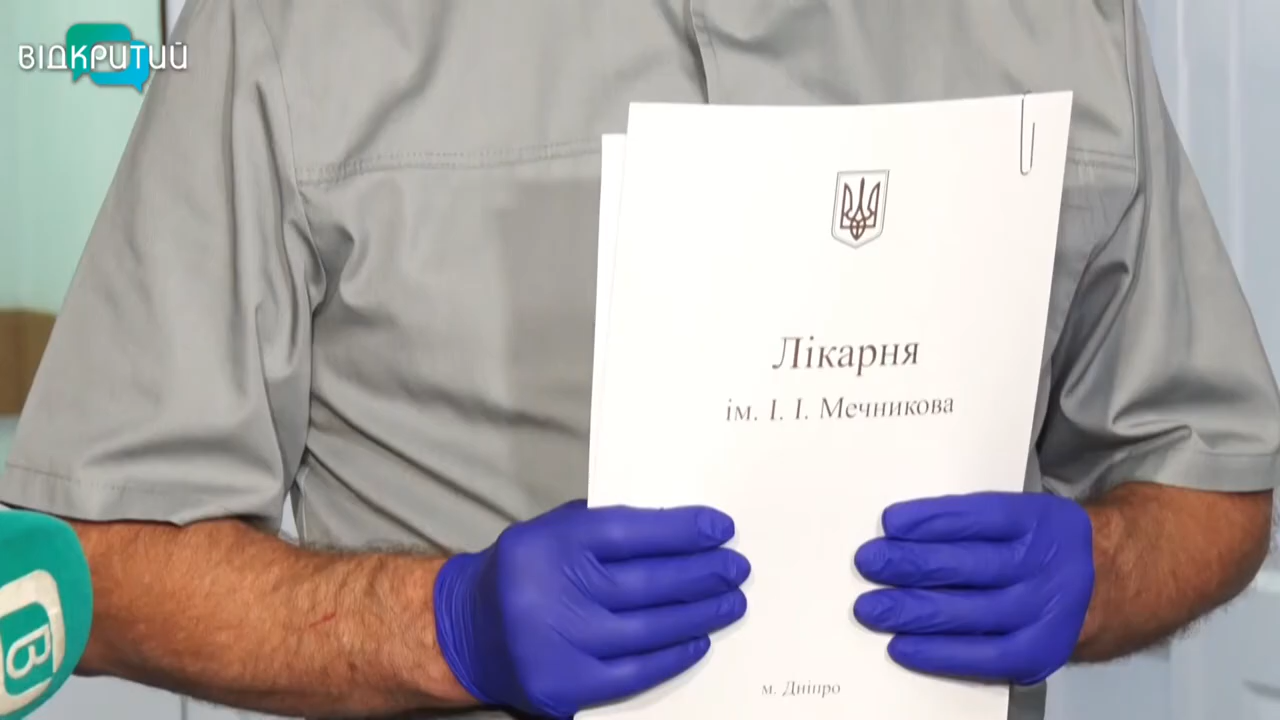 ВІДКРИТИЙ
Лікарня
ім. І. І. Мечникова
м. Дніпро
В